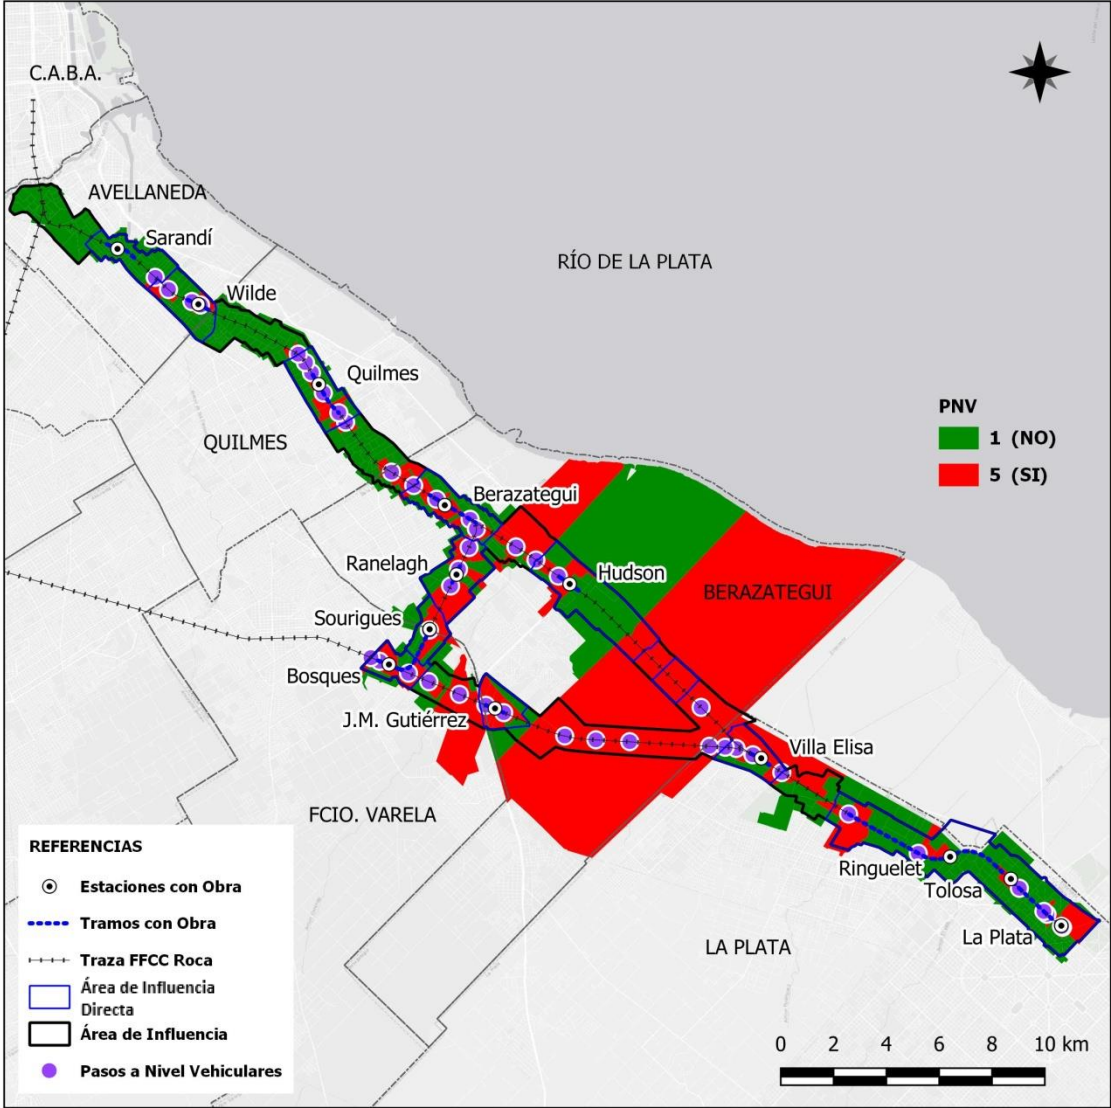 C.A.B.A.
AVELLANEDA
Sarandí
RÍO DE LA PLATA
Wilde
Quilmes
PNV
1 (NO)
5 (SI)
QUILMES
Berazategui
Ranelagh
Hudson
BERAZATEGUI
Sourigues
Bosques
J.M. Gutiérrez
Villa Elisa
FCIO. VARELA
Ringuelet
Tolosa
La Plata
LA PLATA
REFERENCIAS
Estaciones con Obra
Tramos con Obra
Traza FFCC Roca
Área de Influencia
Directa
Área de Influencia
Pasos a Nivel Vehiculares
0 2 4 6 8 10 km